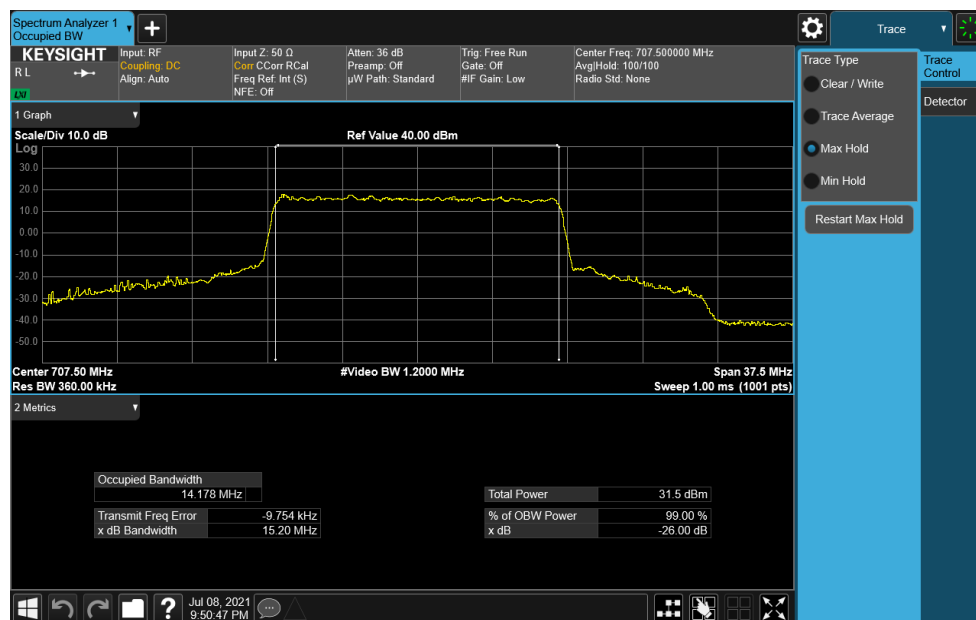 Spectrum Analyzer 1
Occupied BW
Trace
KEYSIGHT
R L
LXI
Input: RF
Coupling: DC
Align: Auto
Input Z: 50 Ω
Corr CCorr RCal
Freq Ref: Int (S)
NFE: Off
Atten: 36 dB
Preamp: Off
µW Path: Standard
Trig: Free Run
Gate: Off
#IF Gain: Low
Center Freq: 707.500000 MHz
Avg|Hold: 100/100
Radio Std: None
Trace Type
Clear / Write
Trace Average
Max Hold
Min Hold
Restart Max Hold
Trace
Control
Detector
1 Graph
Scale/Div 10.0 dB
Ref Value 40.00 dBm
Log
30.0
20.0
10.0
0.00
-10.0
-20.0
-30.0
-40.0
-50.0
Center 707.50 MHz
#Video BW 1.2000 MHz
Span 37.5 MHz
Res BW 360.00 kHz
Sweep 1.00 ms (1001 pts)
2 Metrics
Occupied Bandwidth
14.178 MHz
Total Power 31.5 dBm
Transmit Freq Error -9.754 kHz
% of OBW Power 99.00 %
x dB Bandwidth 15.20 MHz
x dB -26.00 dB
?
Jul 08, 2021
9:50:47 PM